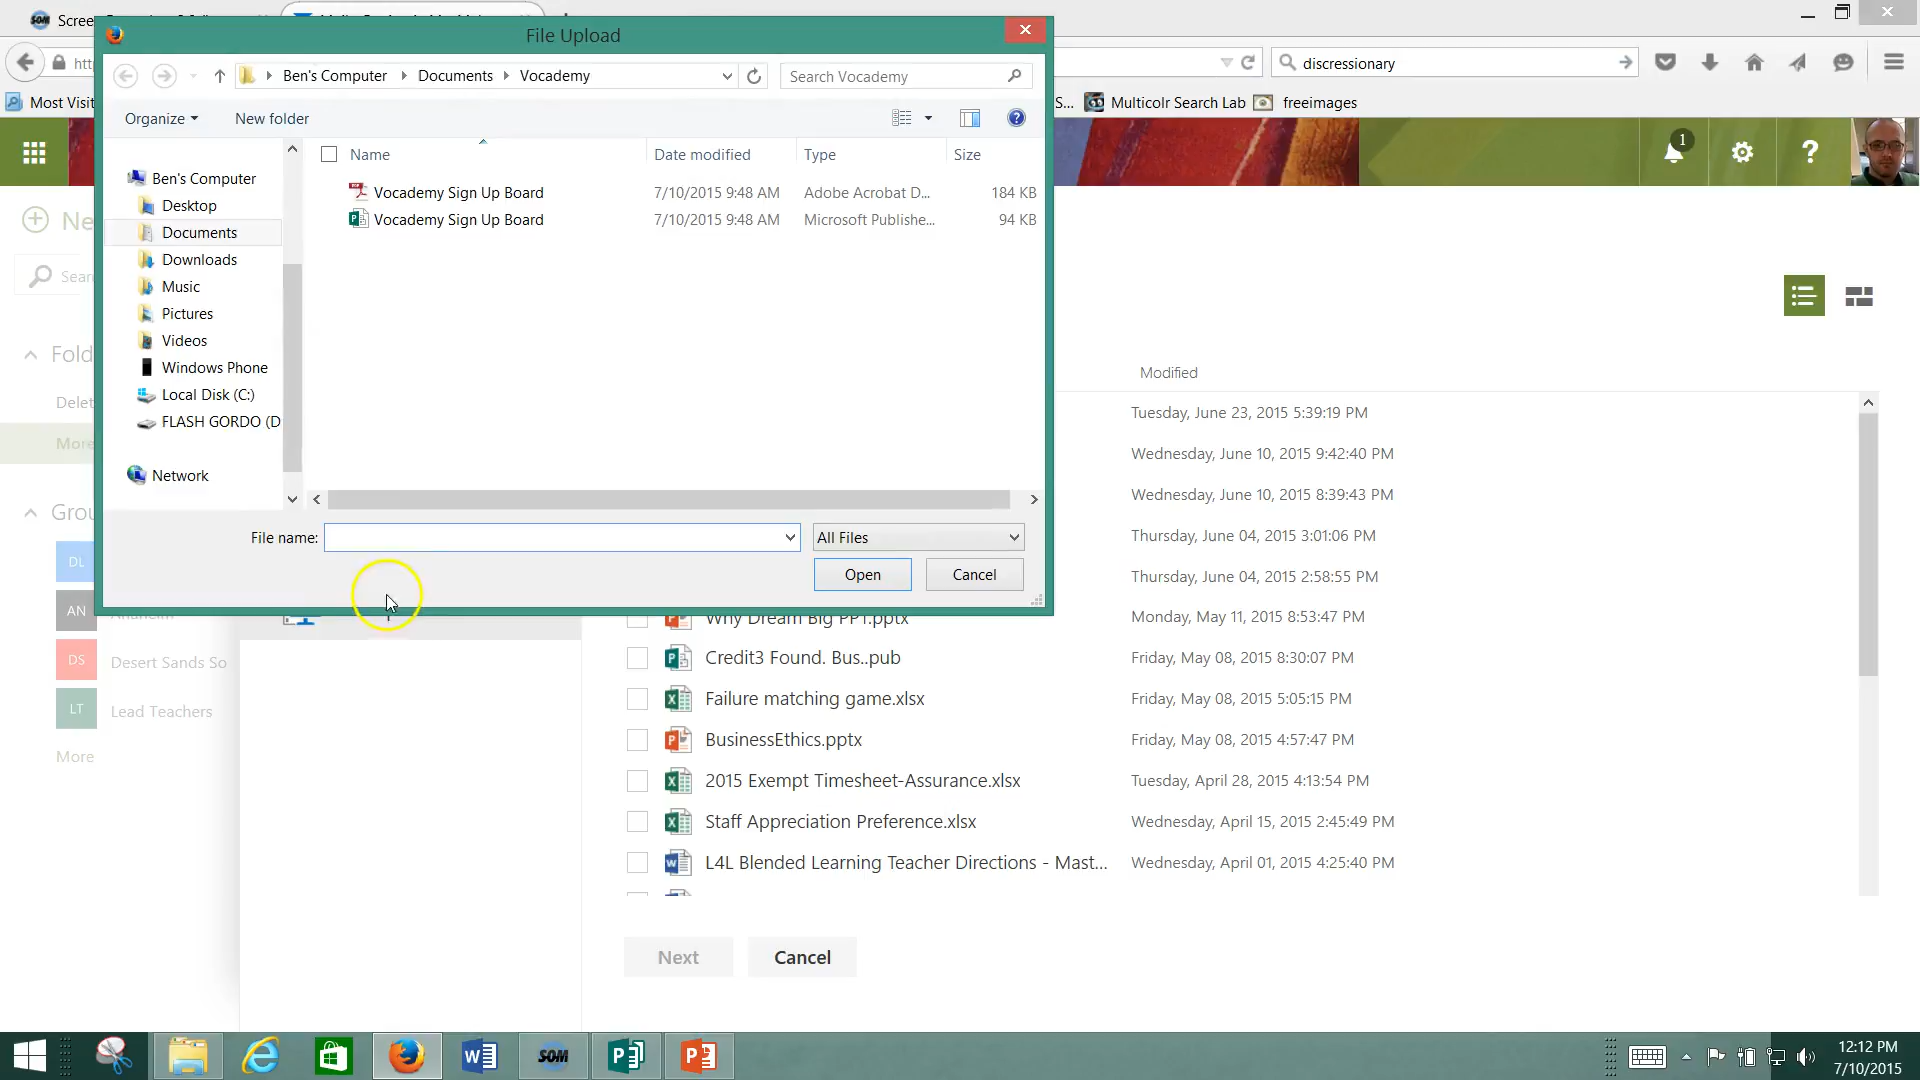 Scree
File Upload
Ben's Computer Documents Vocademy
Search Vocademy
discressionary
Most Visit
S... Multicolr Search Lab freeimages
Organize New folder
Name Date modified Type Size
Vocademy Sign Up Board 7/10/2015 9:48 AM Adobe Acrobat D... 184 KB
Vocademy Sign Up Board 7/10/2015 9:48 AM Microsoft Publishe... 94 KB
Ben's Computer
Desktop
Documents
Downloads
Music
Pictures
Videos
Windows Phone
Local Disk (C:)
FLASH GORDO (D
Network
File name:
All Files
Open Cancel
1
?
Ne
Sear
Fold
Delet
More
Grou
DL
AN
DS Desert Sands So
LT Lead Teachers
More
Modified
Tuesday, June 23, 2015 5:39:19 PM
Wednesday, June 10, 2015 9:42:40 PM
Wednesday, June 10, 2015 8:39:43 PM
Thursday, June 04, 2015 3:01:06 PM
Thursday, June 04, 2015 2:58:55 PM
Why Dream Big PPT.pptx Monday, May 11, 2015 8:53:47 PM
Credit3 Found. Bus..pub Friday, May 08, 2015 8:30:07 PM
Failure matching game.xlsx Friday, May 08, 2015 5:05:15 PM
BusinessEthics.pptx Friday, May 08, 2015 4:57:47 PM
2015 Exempt Timesheet-Assurance.xlsx Tuesday, April 28, 2015 4:13:54 PM
Staff Appreciation Preference.xlsx Wednesday, April 15, 2015 2:45:49 PM
L4L Blended Learning Teacher Directions - Mast... Wednesday, April 01, 2015 4:25:40 PM
Next Cancel
SOM
12:12 PM
7/10/2015